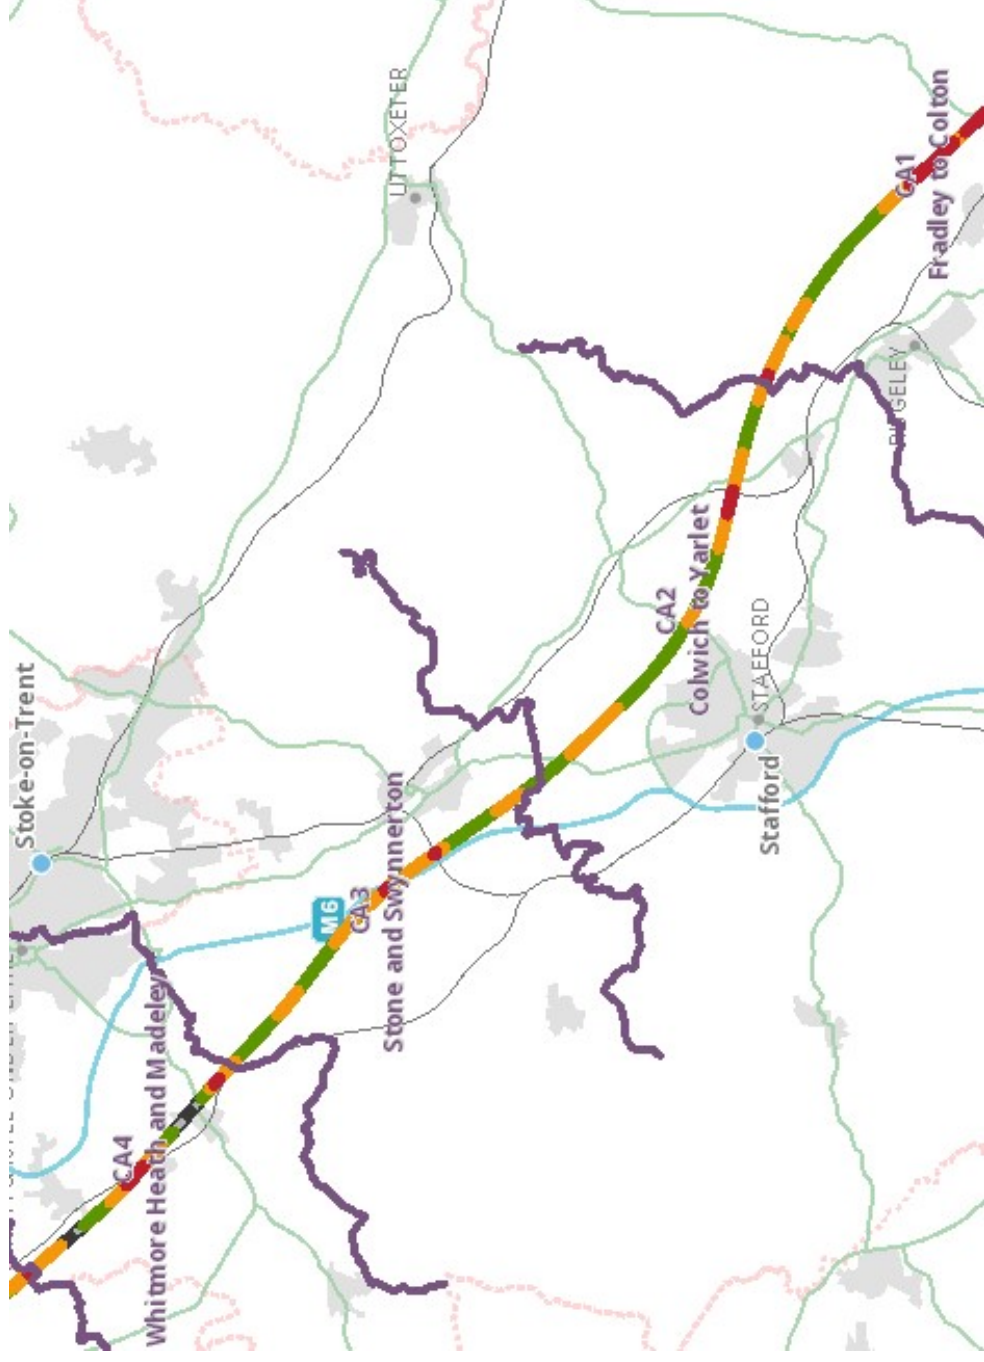 Stoke-on-Trent
UTTOXETER
CA1
Fradley to Colton
M6
CA3
Stone and Swynnerton
CA2
Colwich to Yarlet
STAFFORD
Stafford
CA4
Whitmore Heath and Madeley